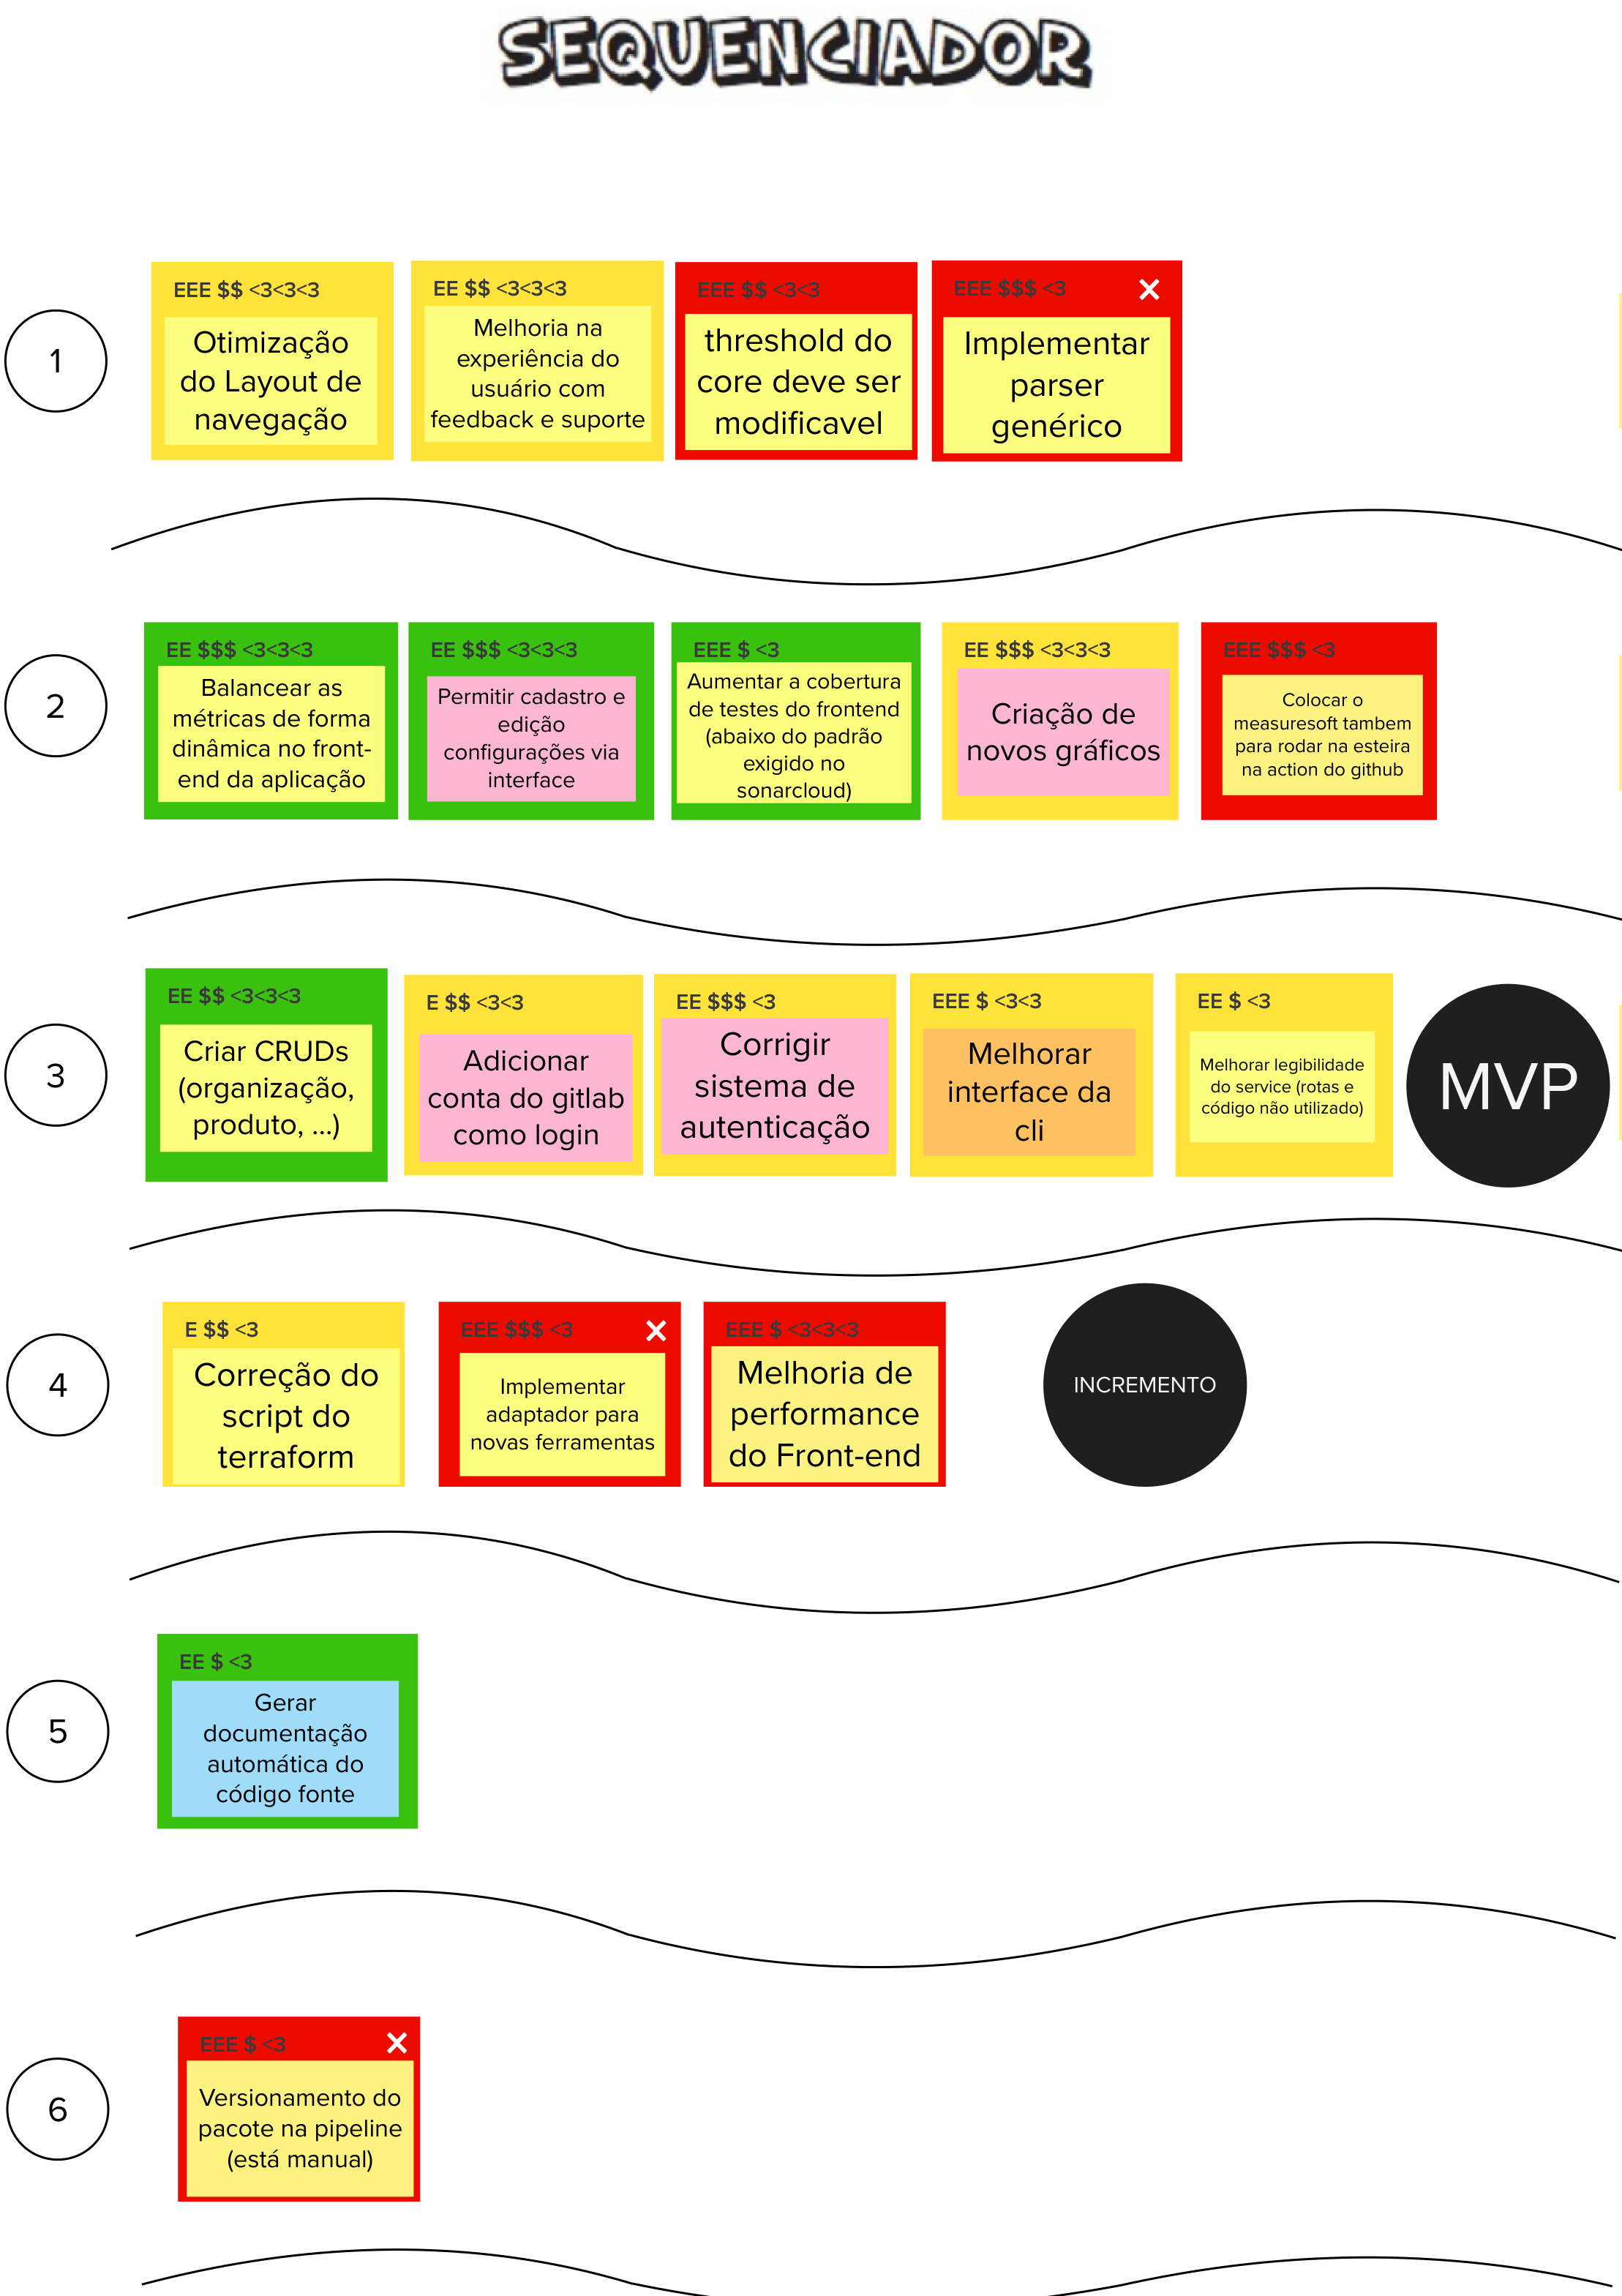 SEQUENCIADOR
1
EEE $$ <3<3<3
Otimização
do Layout de
navegação
EE $$ <3<3<3
Melhoria na
experiência do
usuário com
feedback e suporte
EEE $$ <3<3
threshold do
core deve ser
modificavel
EEE $$$ <3
Implementar
parser
genérico
2
EE $$$ <3<3<3
Balancear as
métricas de forma
dinâmica no front-
end da aplicação
EE $$$ <3<3<3
Permitir cadastro e
edição
configurações via
interface
EEE $ <3
Aumentar a cobertura
de testes do frontend
(abaixo do padrão
exigido no
sonarcloud)
EE $$$ <3<3<3
Criação de
novos gráficos
EEE $$$ <3
Colocar o
measuresoft tambem
para rodar na esteira
na action do github
3
EE $$ <3<3<3
Criar CRUDs
(organização,
produto, ...)
E $$ <3<3
Adicionar
conta do gitlab
como login
EE $$$ <3
Corrigir
sistema de
autenticação
EEE $ <3<3
Melhorar
interface da
cli
EE $ <3
Melhorar legibilidade
do service (rotas e
código não utilizado)
MVP
4
E $$ <3
Correção do
script do
terraform
EEE $$$ <3
Implementar
adaptador para
novas ferramentas
EEE $ <3<3<3
Melhoria de
performance
do Front-end
INCREMENTO
5
EE $ <3
Gerar
documentação
automática do
código fonte
6
EEE $ <3
Versionamento do
pacote na pipeline
(está manual)